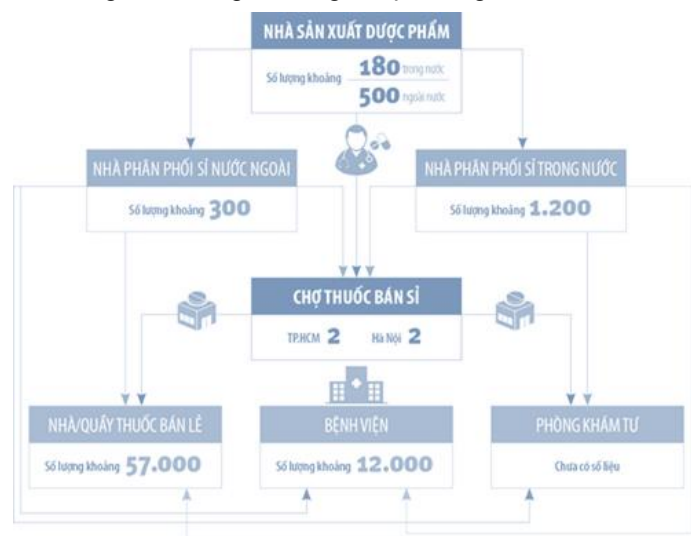 NHÀ SẢN XUẤT DƯỢC PHẨM
Số lượng khoảng 180 trong nước
500 ngoài nước
NHÀ PHÂN PHỐI SỈ NƯỚC NGOÀI
Số lượng khoảng 300
NHÀ PHÂN PHỐI SỈ TRONG NƯỚC
Số lượng khoảng 1.200
CHỢ THUỐC BÁN SỈ
TP.HCM 2 Hà Nội 2
NHÀ/QUẦY THUỐC BÁN LẺ
Số lượng khoảng 57.000
BỆNH VIỆN
Số lượng khoảng 12.000
PHÒNG KHÁM TƯ
Chưa có số liệu